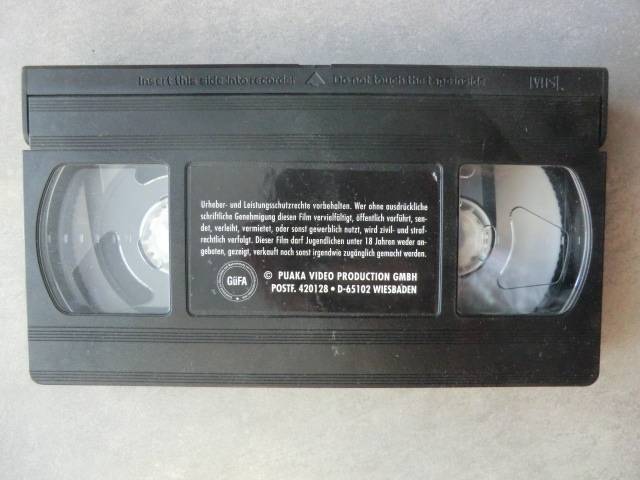 Insert this side into recorder
Do not touch the tape inside
VHS
Urheber- und Leistungsschutzrechte vorbehalten. Wer ohne ausdrückliche
schriftliche Genehmigung diesen Film vervielfältigt, öffentlich vorführt, sen-
det, verleiht, vermietet, oder sonst gewerblich nutzt, wird zivil- und straf-
rechtlich verfolgt. Dieser Film darf Jugendlichen unter 18 Jahren weder an-
geboten, gezeigt, verkauft noch sonst irgendwie zugänglich gemacht werden.
GüFA
© PUAKA VIDEO PRODUCTION GMBH
POSTF. 420128 • D-65102 WIESBADEN